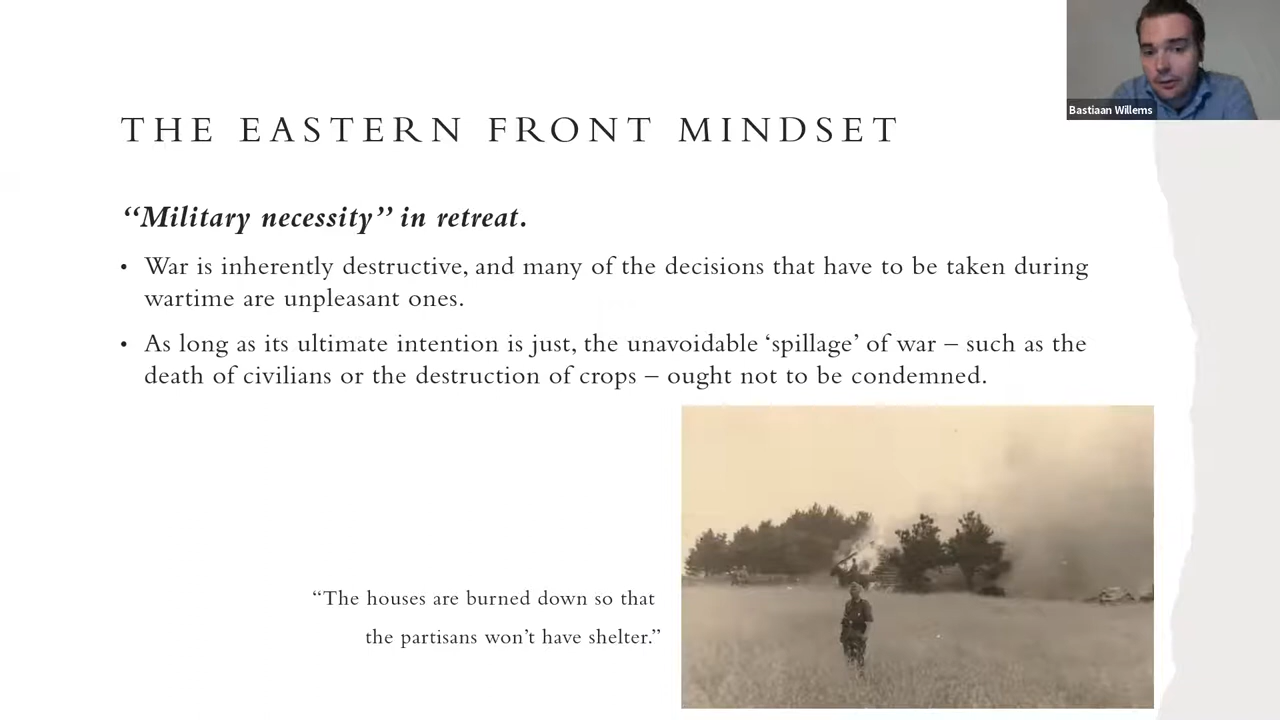 Bastiaan Willems
THE EASTERN FRONT MINDSET
“Military necessity” in retreat.
• War is inherently destructive, and many of the decisions that have to be taken during
wartime are unpleasant ones.
• As long as its ultimate intention is just, the unavoidable ‘spillage’ of war – such as the
death of civilians or the destruction of crops – ought not to be condemned.
“The houses are burned down so that
the partisans won’t have shelter.”